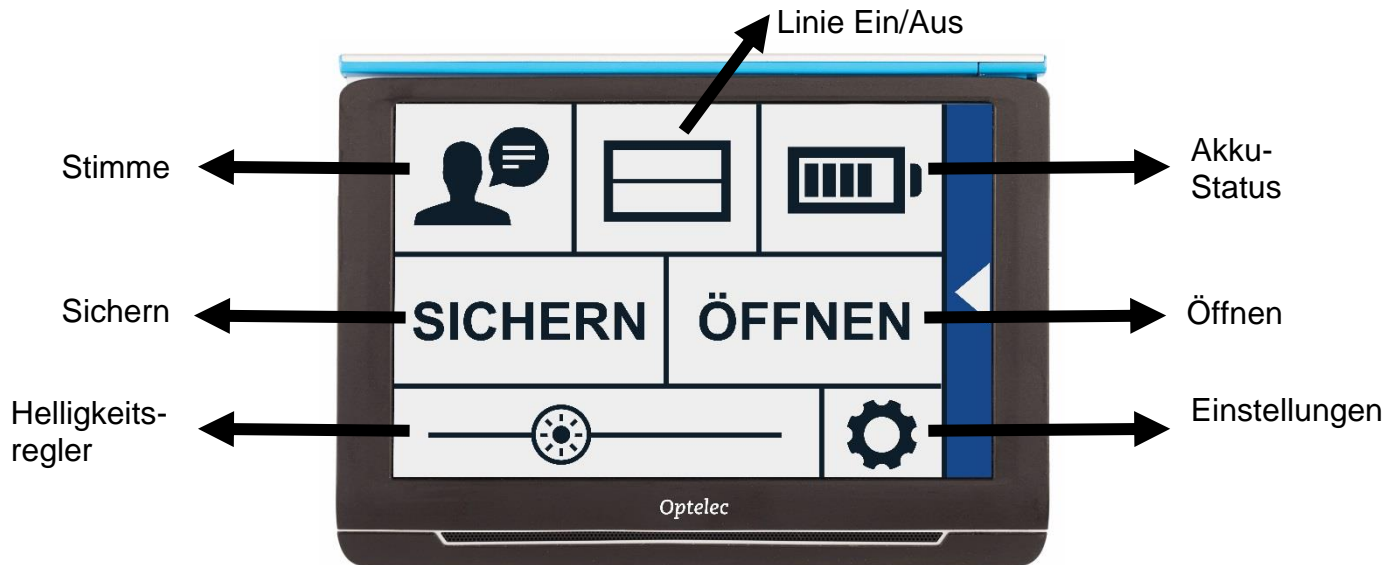 Linie Ein/Aus
Stimme
Akku-
Status
SICHERN
ÖFFNEN
Sichern
Öffnen
Helligkeits-
regler
Einstellungen
Optelec